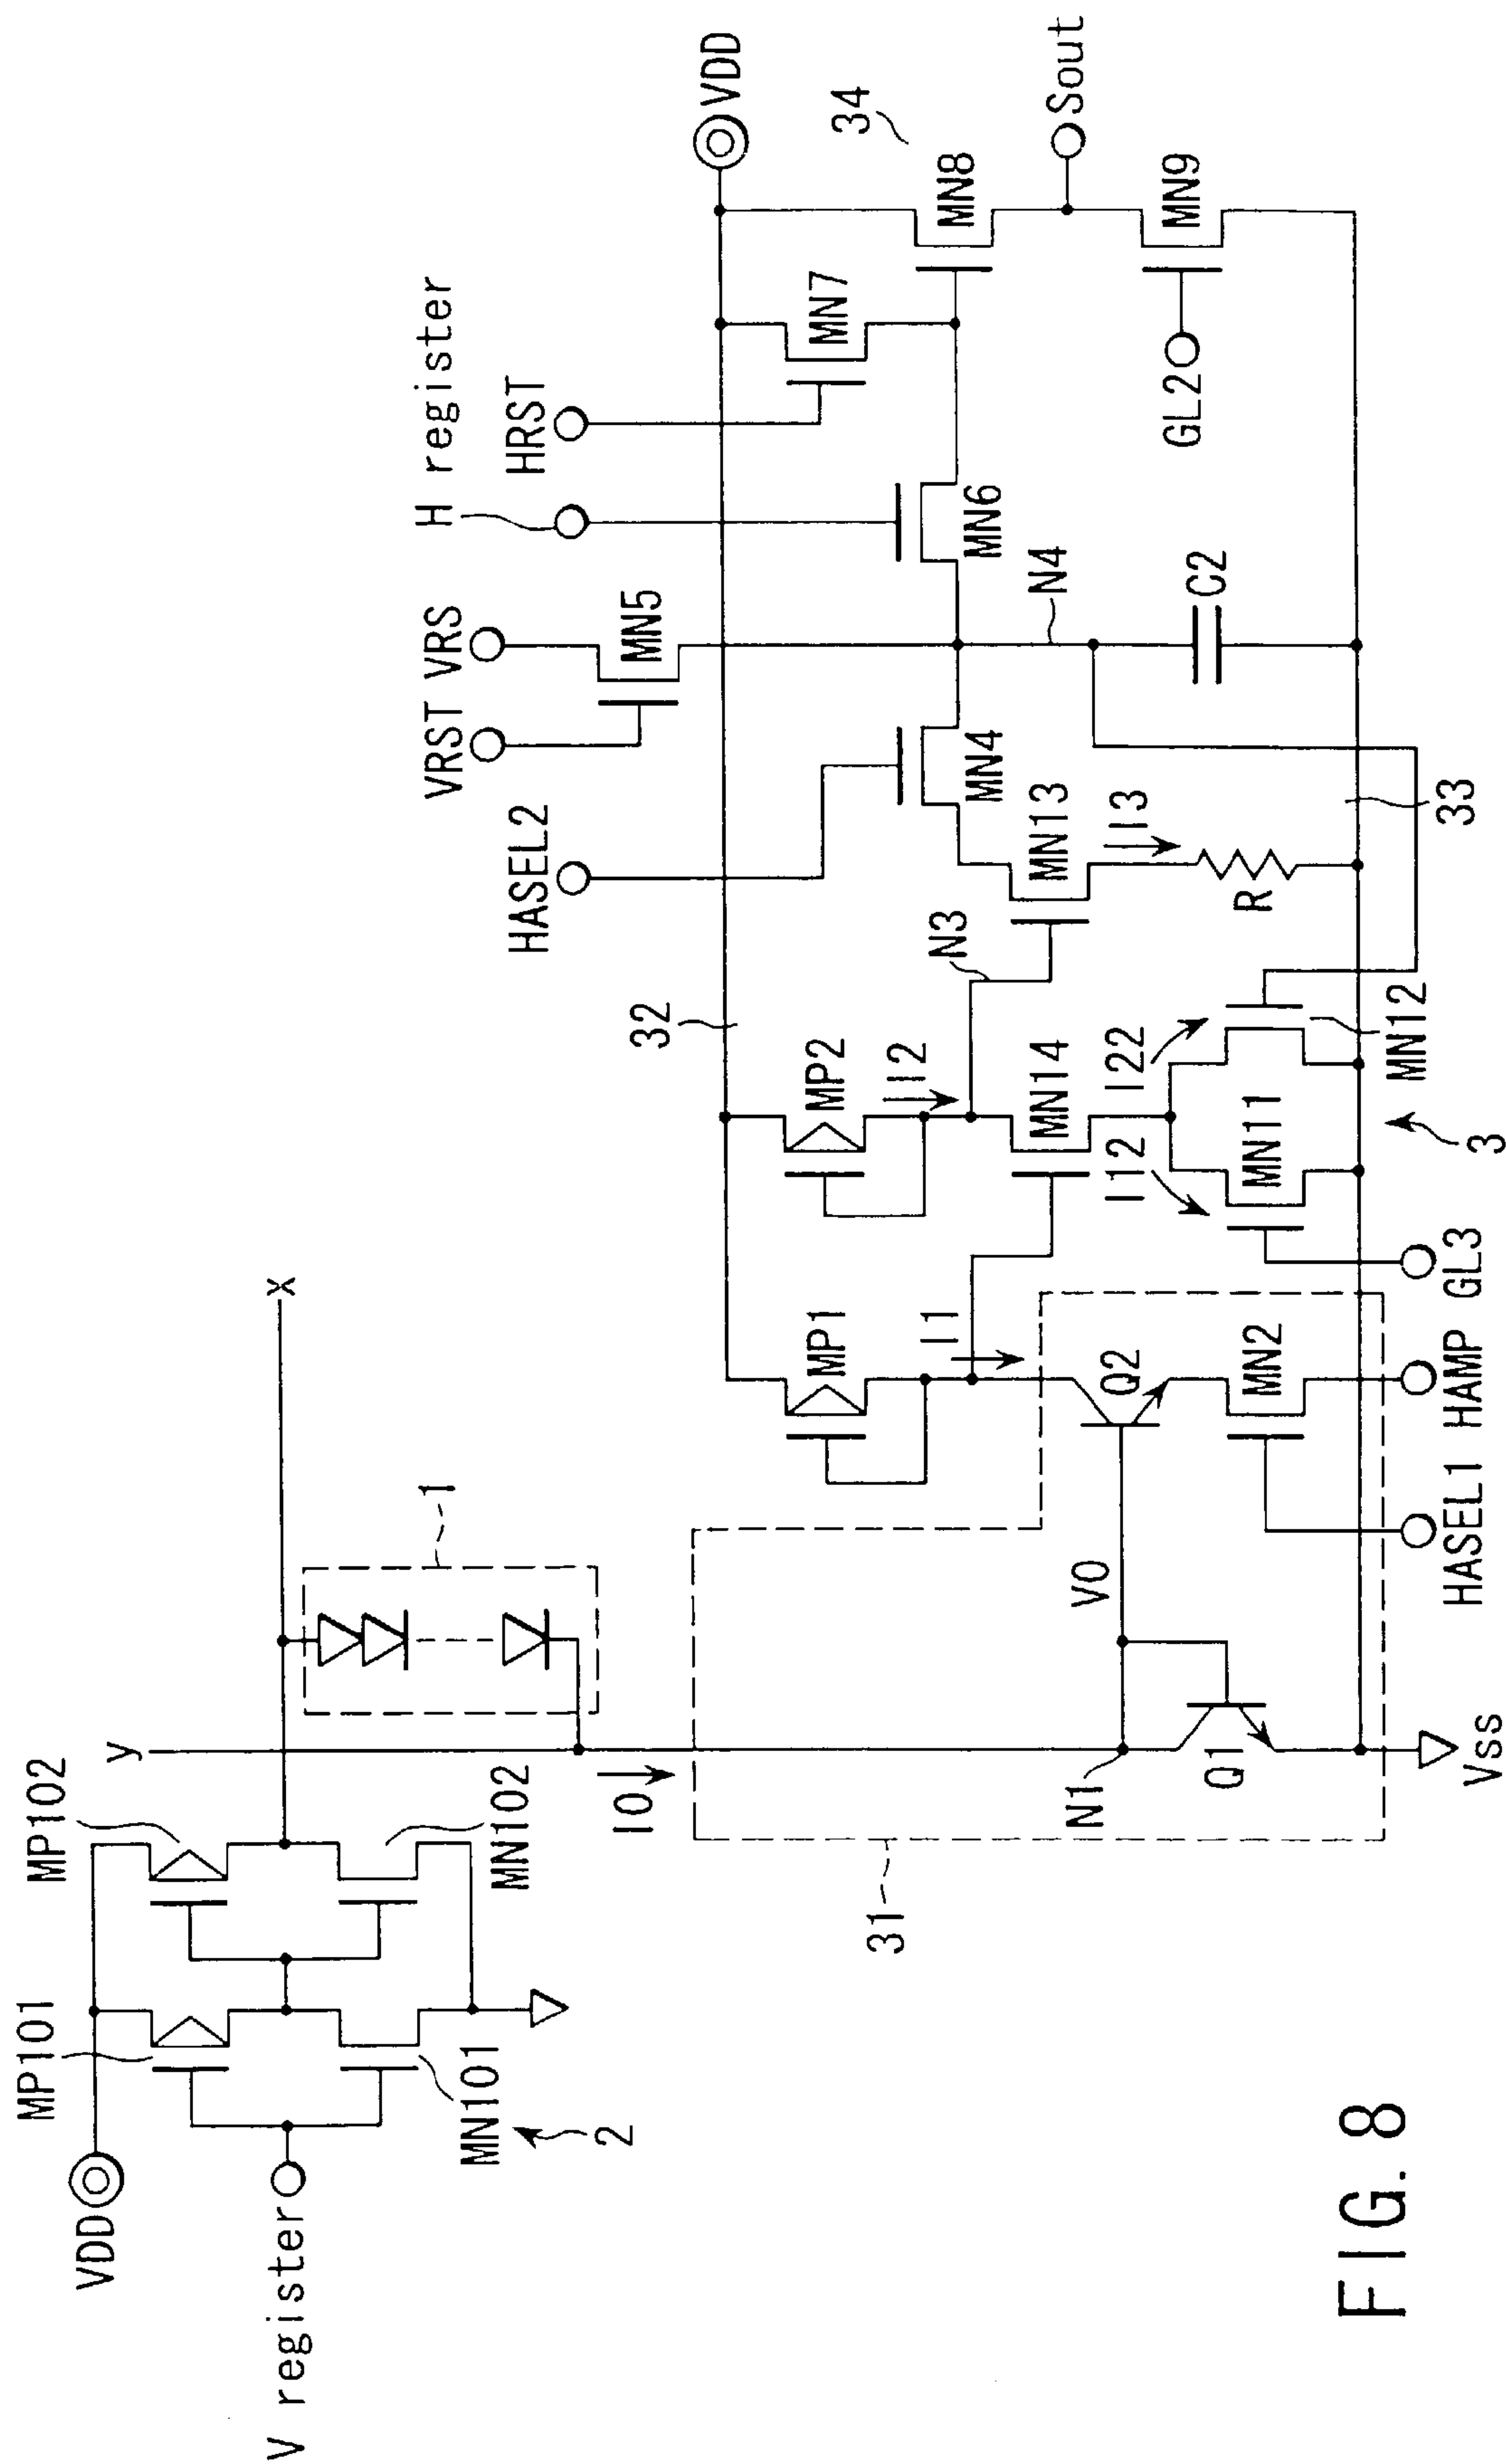 VDD
MP101
MP102
V register
MN101
MN102
2
y
x
1
I0
31
N1
V0
Q1
Vss
Q2
MN2
HASEL1
HAMP
GL3
MP1
I1
MP2
I2
32
N3
MN14
I12
I22
MN11
MN12
3
33
HASEL2
VRST
VRS
MN5
MN4
MN13
I3
R
N4
C2
H register
HRST
MN6
MN7
VDD
34
MN8
Sout
MN9
GL2
FIG. 8